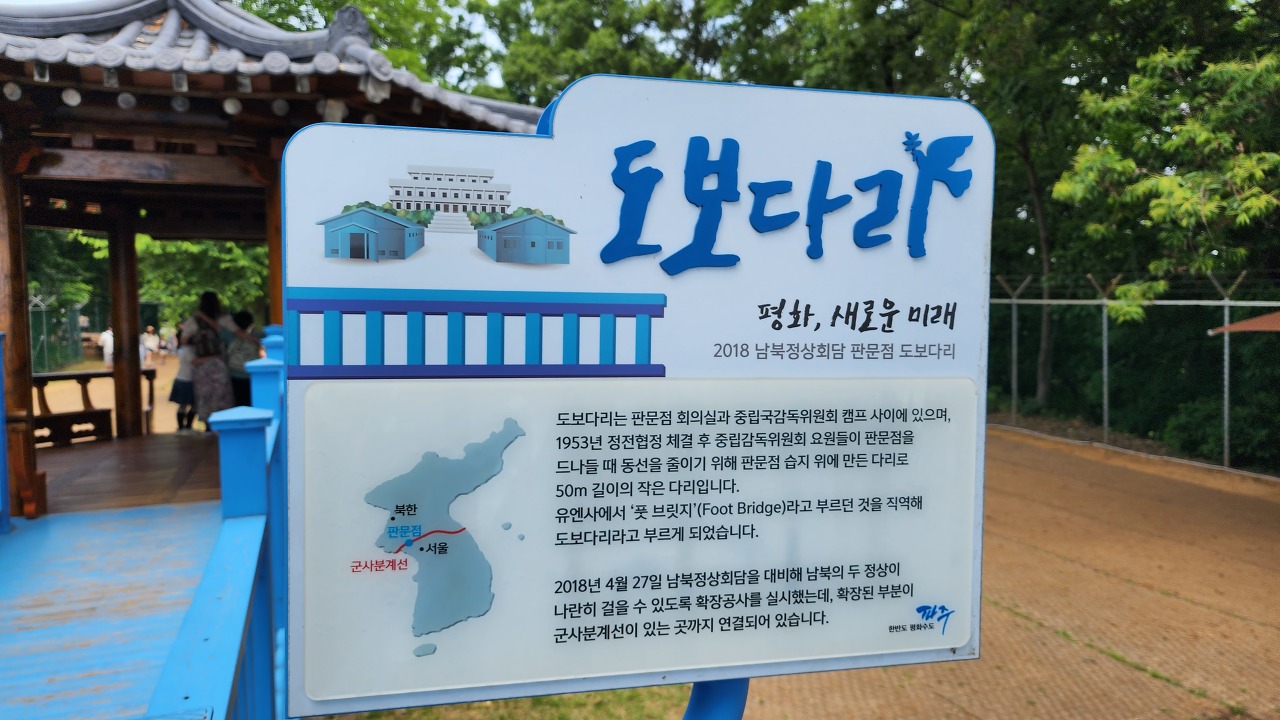 도보다리
평화, 새로운 미래
2018 남북정상회담 판문점 도보다리
도보다리는 판문점 회의실과 중립국감독위원회 캠프 사이에 있으며,
1953년 정전협정 체결 후 중립감독위원회 요원들이 판문점을
드나들 때 동선을 줄이기 위해 판문점 습지 위에 만든 다리로
50m 길이의 작은 다리입니다.
유엔사에서 '풋 브릿지'(Foot Bridge)라고 부르던 것을 직역해
도보다리라고 부르게 되었습니다.
2018년 4월 27일 남북정상회담을 대비해 남북의 두 정상이
나란히 걸을 수 있도록 확장공사를 실시했는데, 확장된 부분이
군사분계선이 있는 곳까지 연결되어 있습니다.
북한
판문점
서울
군사분계선
파주
한반도 평화수도